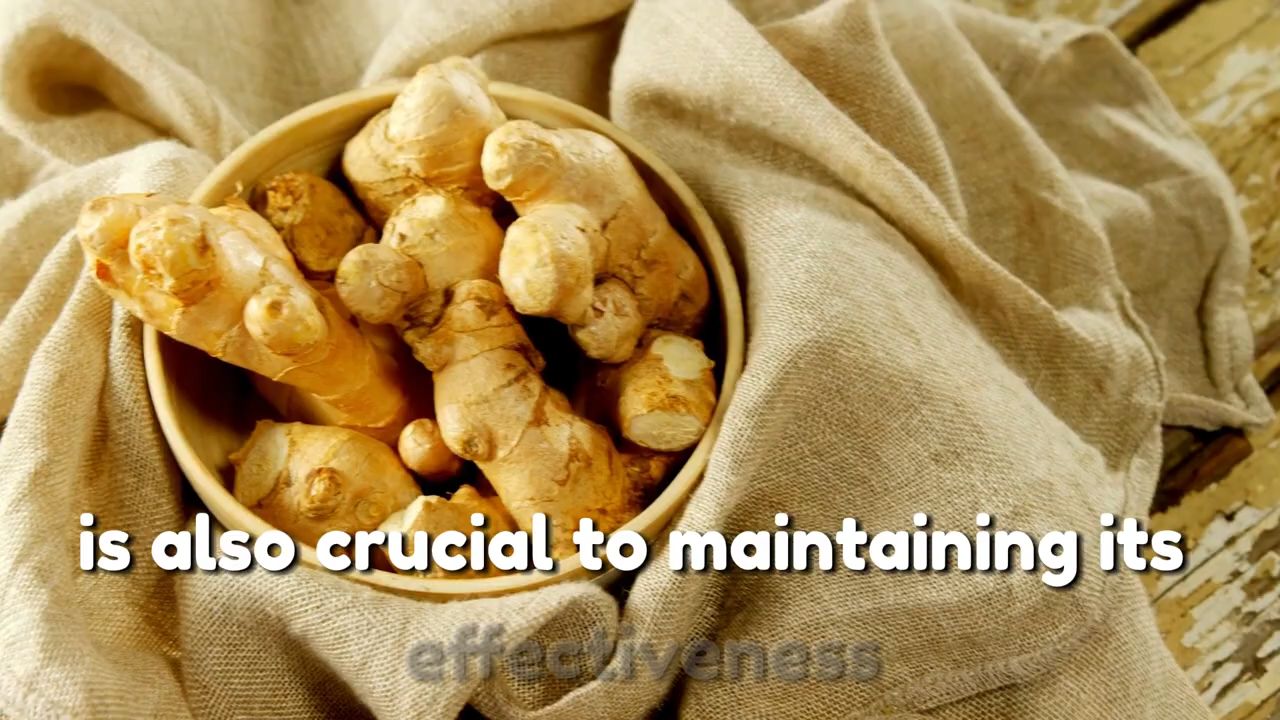 is also crucial to maintaining its
effectiveness